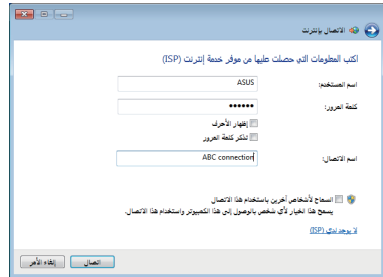 الاتصال بإنترنت
اكتب المعلومات التي حصلت عليها من موفر خدمة إنترنت (ISP)
اسم المستخدم: ASUS
كلمة المرور: ••••••
إظهار الأحرف
تذكر كلمة المرور
اسم الاتصال: ABC connection
السماح لأشخاص آخرين باستخدام هذا الاتصال
يسمح هذا الخيار لأي شخص بالوصول إلى هذا الكمبيوتر واستخدام هذا الاتصال.
لا يوجد لدي (ISP)
اتصال إلغاء الأمر